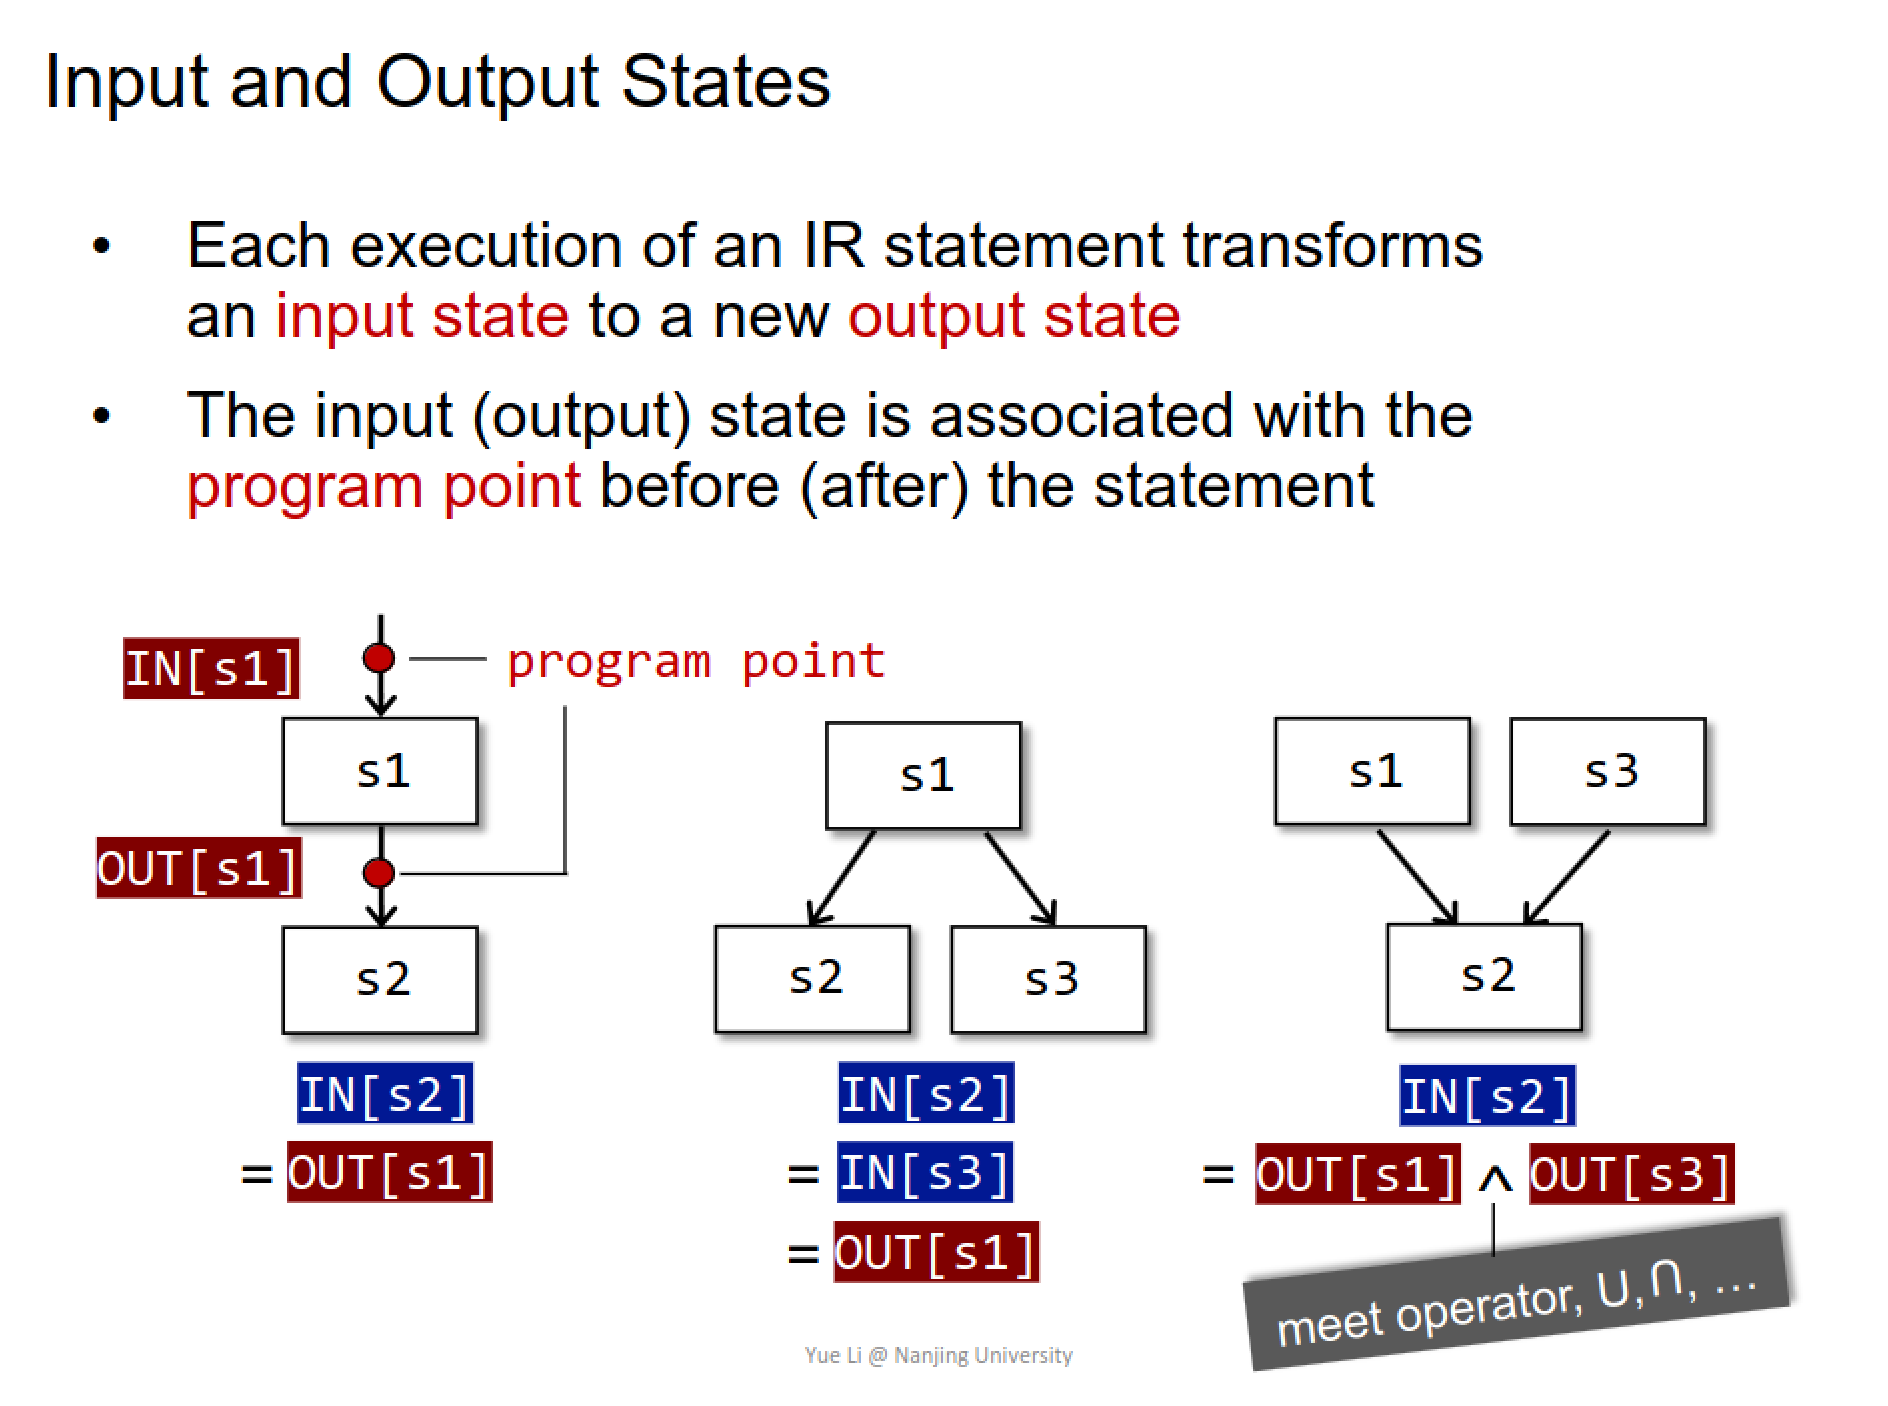 Input and Output States
• Each execution of an IR statement transforms
an input state to a new output state
• The input (output) state is associated with the
program point before (after) the statement
IN[s1]
program point
s1
OUT[s1]
s2
IN[s2]
= OUT[s1]
s1
s2 s3
IN[s2]
= IN[s3]
= OUT[s1]
s1 s3
s2
IN[s2]
= OUT[s1] ∧ OUT[s3]
meet operator, ∪,∩, ...
Yue Li @ Nanjing University